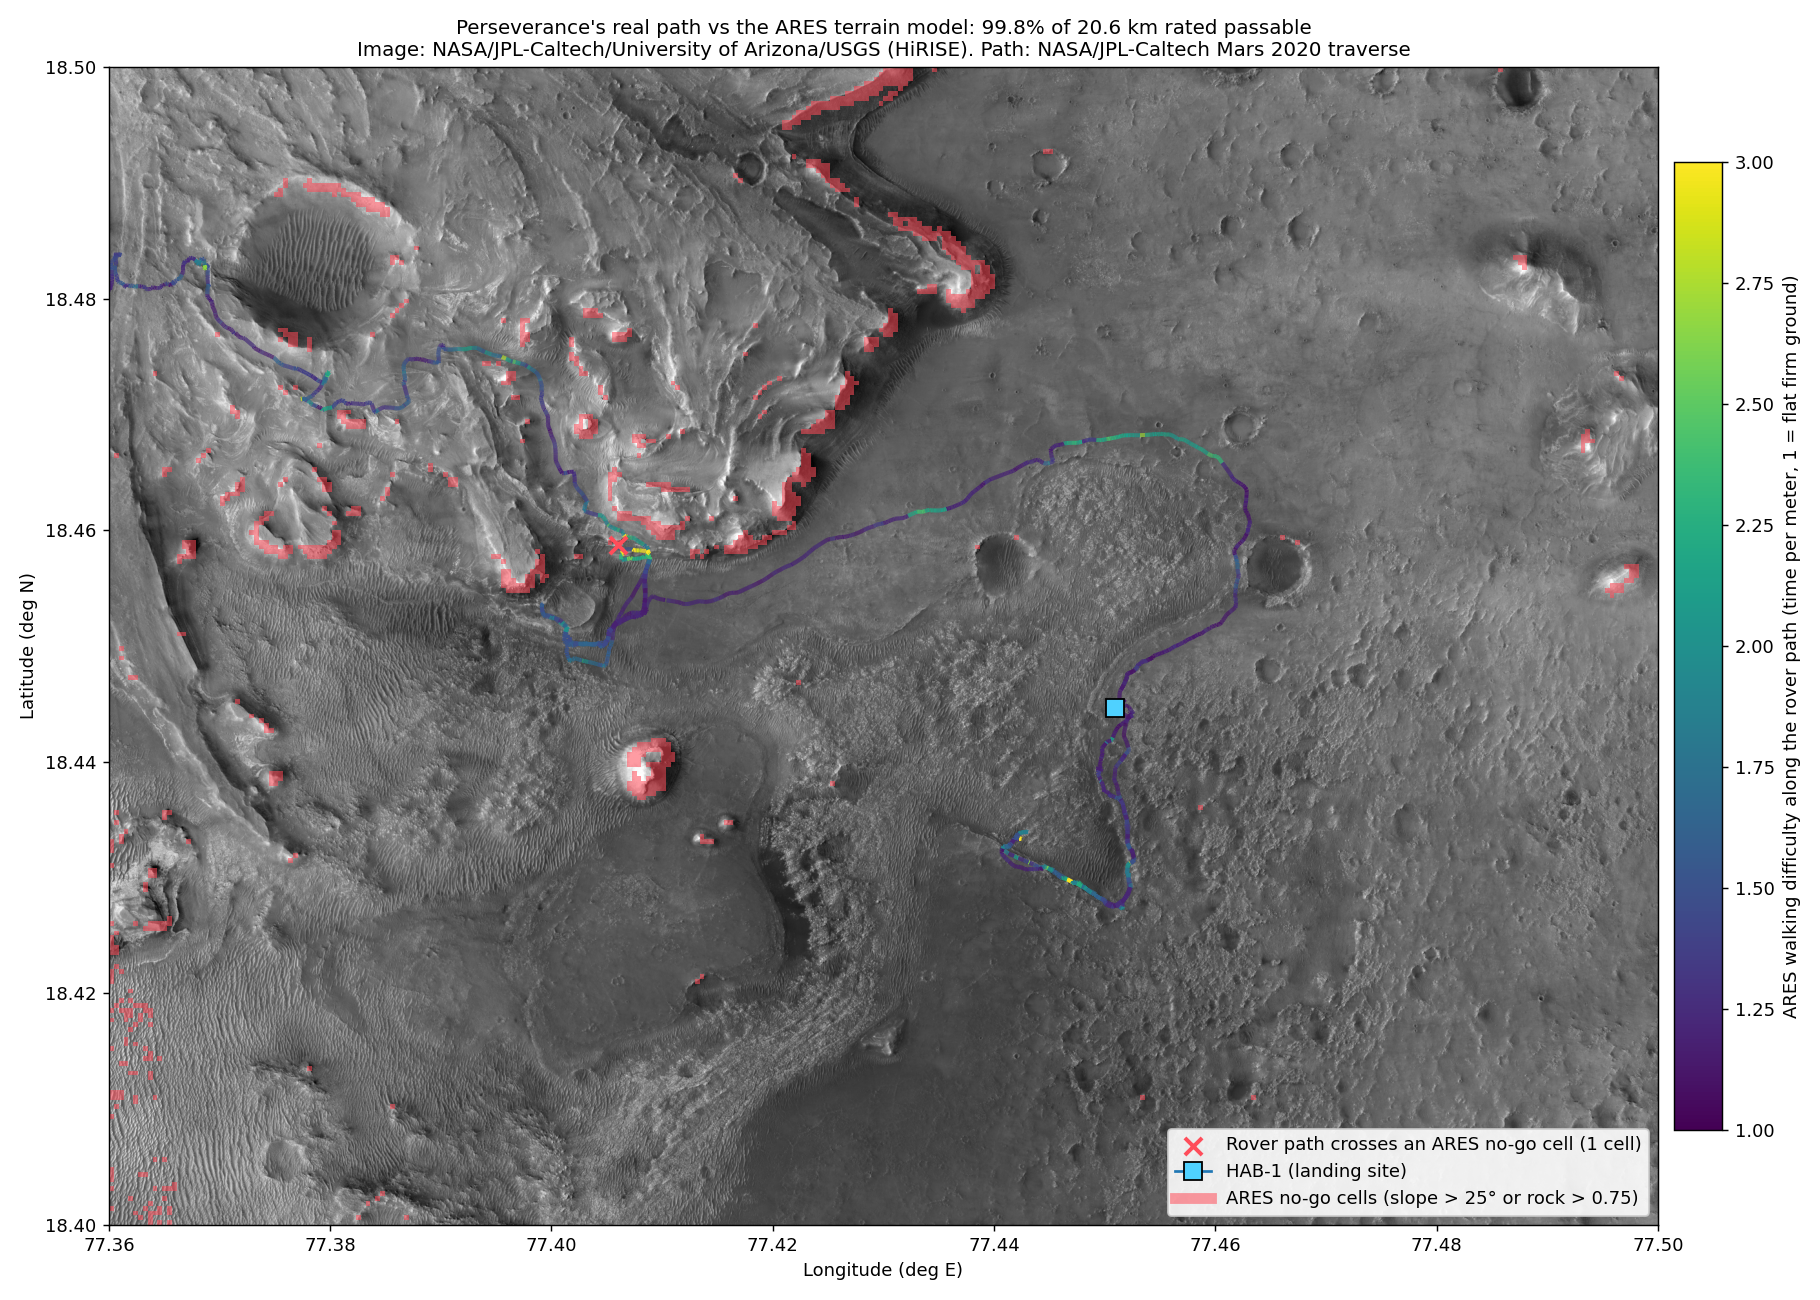 Perseverance's real path vs the ARES terrain model: 99.8% of 20.6 km rated passable
Image: NASA/JPL-Caltech/University of Arizona/USGS (HiRISE). Path: NASA/JPL-Caltech Mars 2020 traverse
18.50
18.48
18.46
18.44
18.42
18.40
Latitude (deg N)
77.36
77.38
77.40
77.42
77.44
77.46
77.48
77.50
Longitude (deg E)
Rover path crosses an ARES no-go cell (1 cell)
HAB-1 (landing site)
ARES no-go cells (slope > 25° or rock > 0.75)
3.00
2.75
2.50
2.25
2.00
1.75
1.50
1.25
1.00
ARES walking difficulty along the rover path (time per meter, 1 = flat firm ground)